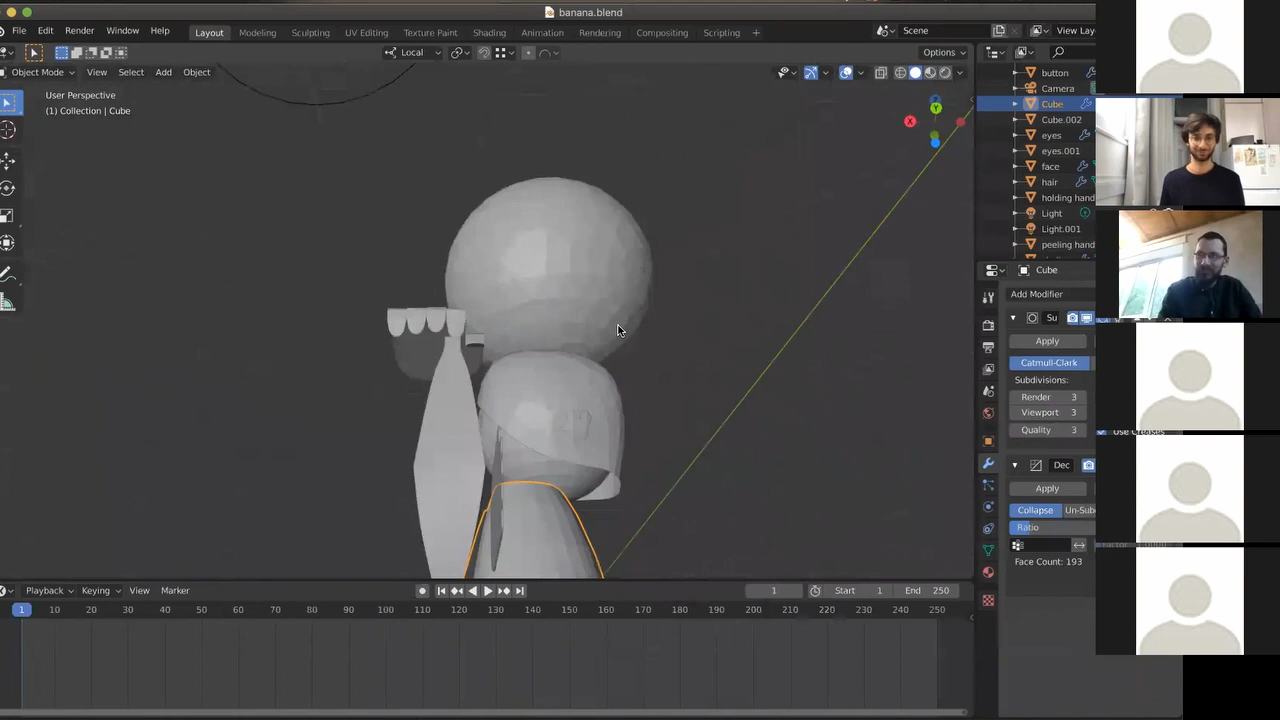 banana.blend
File Edit Render Window Help Layout Modeling Sculpting UV Editing Texture Paint Shading Animation Rendering Compositing Scripting + Scene View Lay
Local Options
Object Mode View Select Add Object
User Perspective
(1) Collection | Cube
X
Y
button
Camera
Cube
Cube.002
eyes
eyes.001
face
hair
holding hand
Light
Light.001
peeling hand
Cube
Add Modifier
Su
Apply
Catmull-Clark
Subdivisions:
Render 3
Viewport 3
Quality 3
Use Creases
Dec
Apply
Collapse Un-Sub
Ratio
Face Count: 193
Playback Keying View Marker 1 Start 1 End 250
1 10 20 30 40 50 60 70 80 90 100 110 120 130 140 150 160 170 180 190 200 210 220 230 240 250